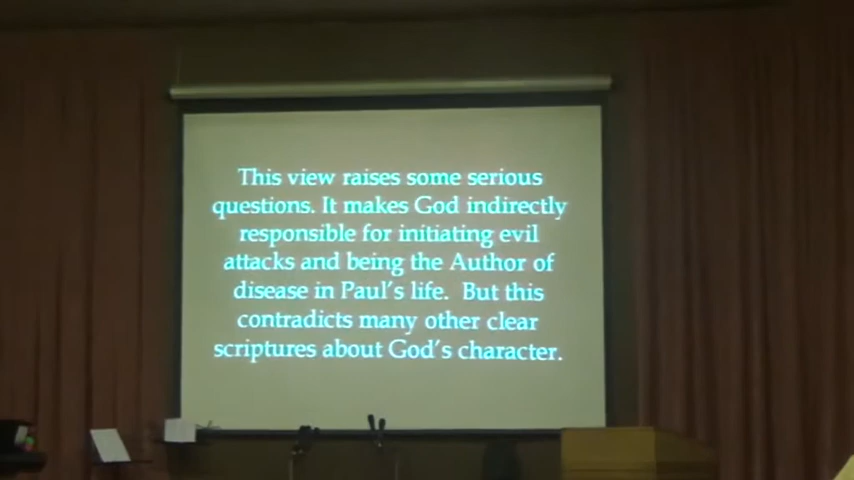 This view raises some serious
questions. It makes God indirectly
responsible for initiating evil
attacks and being the Author of
disease in Paul's life.  But this
contradicts many other clear
scriptures about God's character.